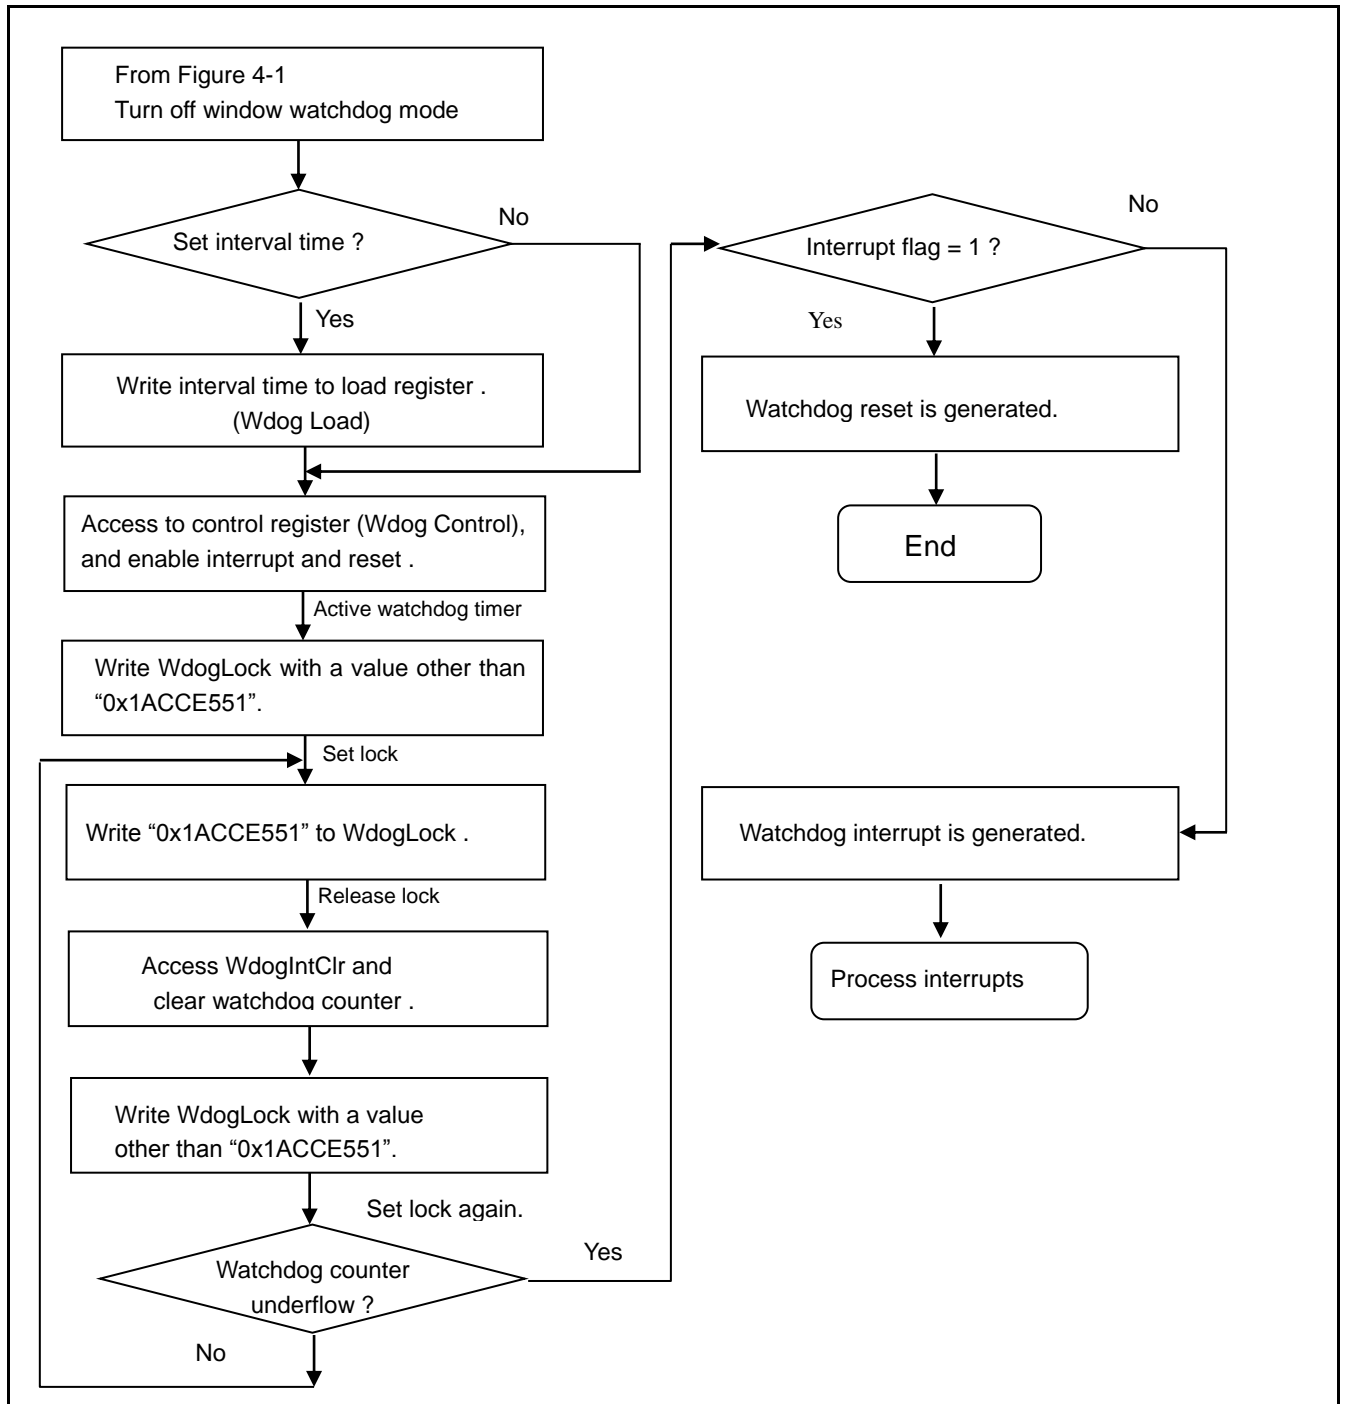 From Figure 4-1
Turn off window watchdog mode
Set interval time ?
No
Yes
Write interval time to load register .
(Wdog Load)
Access to control register (Wdog Control),
and enable interrupt and reset .
Active watchdog timer
Write WdogLock with a value other than
“0x1ACCE551”.
Set lock
Write “0x1ACCE551” to WdogLock .
Release lock
Access WdogIntClr and
clear watchdog counter .
Write WdogLock with a value
other than “0x1ACCE551”.
Set lock again.
Watchdog counter
underflow ?
Yes
No
Interrupt flag = 1 ?
No
Yes
Watchdog reset is generated.
End
Watchdog interrupt is generated.
Process interrupts